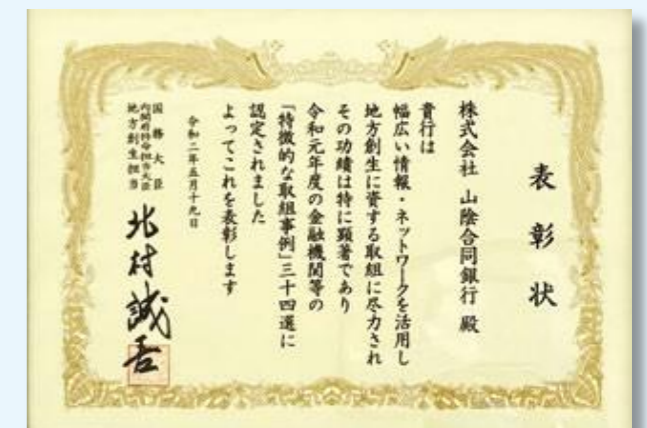 表彰状
株式会社 山陰合同銀行 殿
貴行は
幅広い情報・ネットワークを活用し
地方創生に資する取組に尽力され
その功績は特に顕著であり
令和元年度の金融機関等の
「特徴的な取組事例」三十四選に
認定されました
よってこれを表彰します
令和二年五月十九日
国務大臣
内閣府特命担当大臣
地方創生担当
北村誠吾